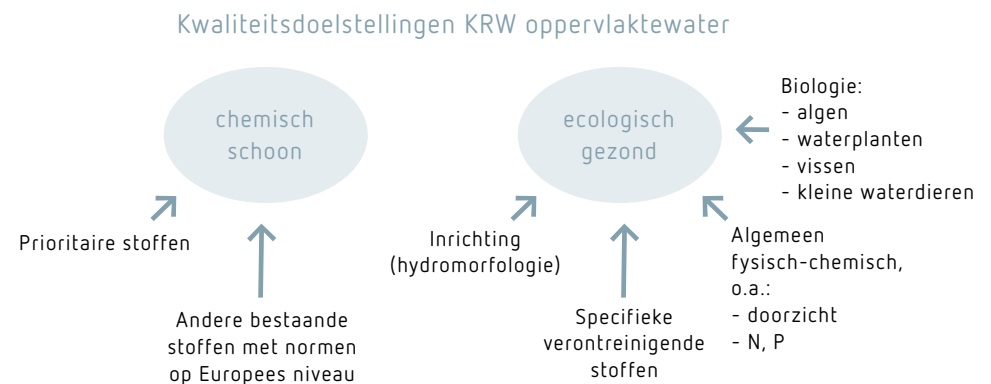 Kwaliteitsdoelstellingen KRW oppervlaktewater
chemisch
schoon
ecologisch
gezond
Biologie:
- algen
- waterplanten
- vissen
- kleine waterdieren
Prioritaire stoffen
Andere bestaande
stoffen met normen
op Europees niveau
Inrichting
(hydromorfologie)
Specifieke
verontreinigende
stoffen
Algemeen
fysisch-chemisch,
o.a.:
- doorzicht
- N, P